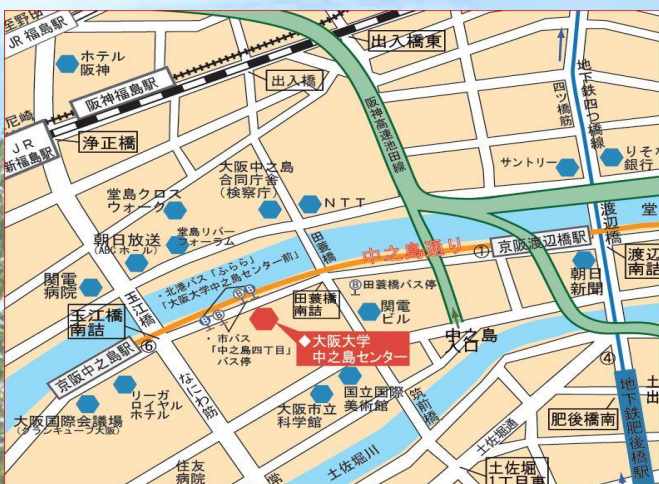 至野田
JR 福島駅
ホテル
阪神
阪神福島駅
尼崎
JR
新福島駅
浄正橋
出入橋
出入橋東
阪神高速池田線
四ツ橋筋
地下鉄四つ橋線
サントリー
りそな
銀行
大阪中之島
合同庁舎
(検察庁)
NTT
堂島クロス
ウォーク
堂島リバー
フォーラム
朝日放送
(ABCホール)
関電
病院
・北港バス「ふらら」
「大阪大学中之島センター前」
田蓑橋
中之島通り
①
京阪渡辺橋駅
渡辺橋
堂
渡辺
南詰
朝日
新聞
玉江橋
玉江橋
南詰
田蓑橋
南詰
Ⓑ田蓑橋バス停
関電
ビル
中之島
入口
京阪中之島駅
⑥
Ⓑ Ⓑ
Ⓑ Ⓑ
・市バス
「中之島四丁目」
バス停
◆大阪大学
中之島センター
④
地下鉄肥後橋駅
なにわ筋
リーガ
ロイヤル
ホテル
大阪国際会議場
(グランキューブ大阪)
大阪市立
科学館
国立国際
美術館
筑前橋
肥後橋南
土佐堀通
土佐堀川
住友
病院
土佐堀
1丁目東